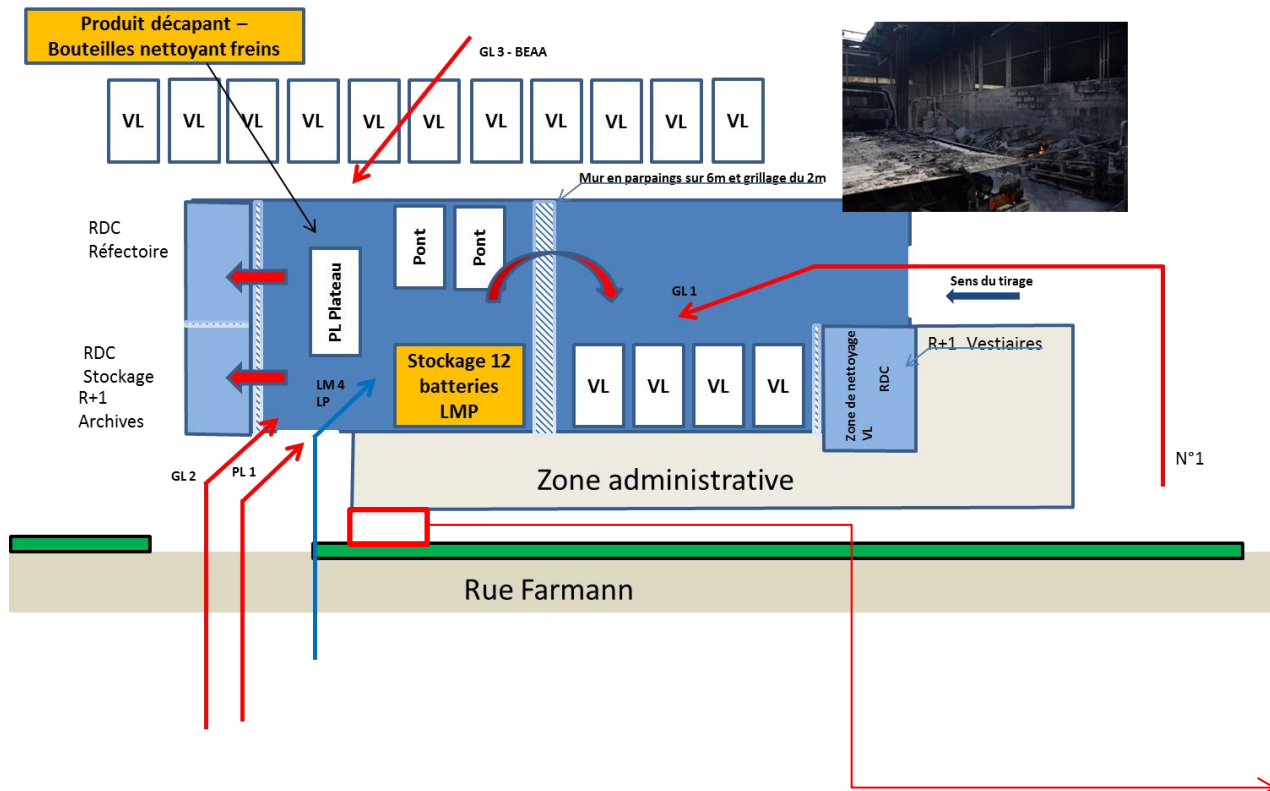 Produit décapant –
Bouteilles nettoyant freins
GL 3 - BEAA
VL VL VL VL VL VL VL VL VL VL VL
Mur en parpaings sur 6m et grillage du 2m
RDC
Réfectoire
Pont
Pont
PL Plateau
GL 1
Sens du tirage
RDC
Stockage
R+1
Archives
LM 4
LP
Stockage 12
batteries
LMP
VL VL VL VL
Zone de nettoyage
VL
RDC
R+1 Vestiaires
GL 2
PL 1
Zone administrative
N°1
Rue Farmann